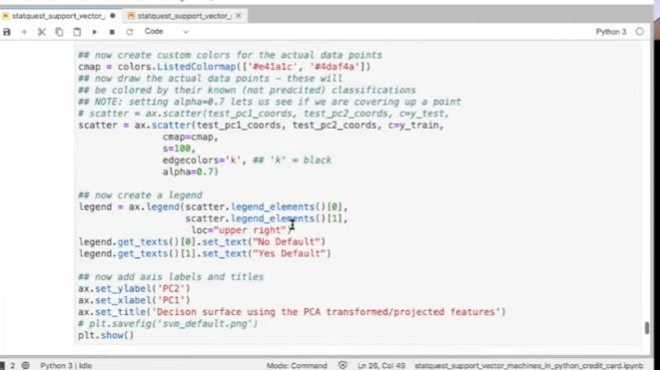 statquest_support_vector_
statquest_support_vector_
Code
Python 3
## now create custom colors for the actual data points
cmap = colors.ListedColormap(['#e41a1c', '#4daf4a'])
## now draw the actual data points - these will
## be colored by their known (not predcited) classifications
## NOTE: setting alpha=0.7 lets us see if we are covering up a point
# scatter = ax.scatter(test_pc1_coords, test_pc2_coords, c=y_test,
scatter = ax.scatter(test_pc1_coords, test_pc2_coords, c=y_train,
cmap=cmap,
s=100,
edgecolors='k', ## 'k' = black
alpha=0.7)
## now create a legend
legend = ax.legend(scatter.legend_elements()[0],
scatter.legend_elements()[1],
loc="upper right")
legend.get_texts()[0].set_text("No Default")
legend.get_texts()[1].set_text("Yes Default")
## now add axis labels and titles
ax.set_ylabel('PC2')
ax.set_xlabel('PC1')
ax.set_title('Decison surface using the PCA transformed/projected features')
# plt.savefig('svm_default.png')
plt.show()
2
Python 3 | Idle
Mode: Command
Ln 26, Col 49
statquest_support_vector_machines_in_python_credit_card.ipynb